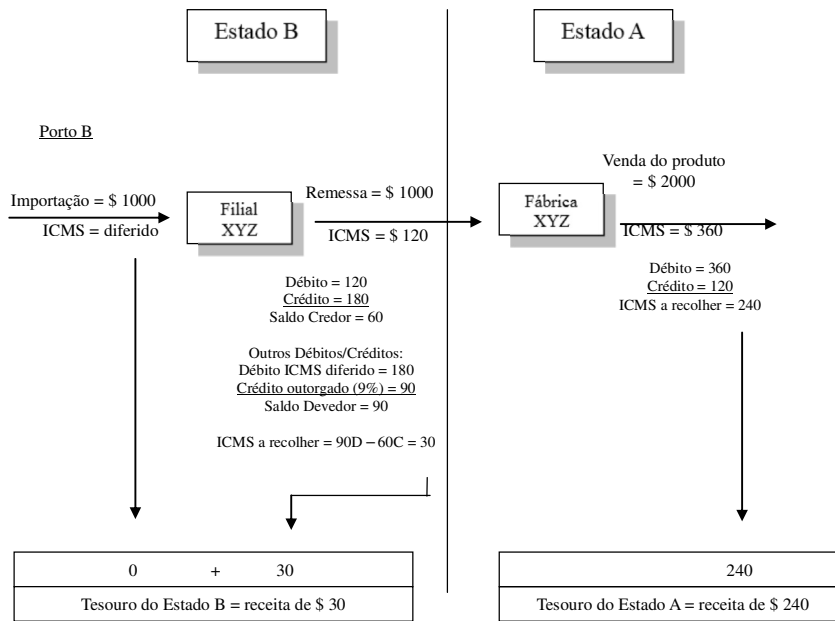 Estado B
Estado A
Porto B
Importação = $ 1000
ICMS = diferido
Filial
XYZ
Remessa = $ 1000
ICMS = $ 120
Fábrica
XYZ
Venda do produto
= $ 2000
ICMS = $ 360
Débito = 120
Crédito = 180
Saldo Credor = 60
Outros Débitos/Créditos:
Débito ICMS diferido = 180
Crédito outorgado (9%) = 90
Saldo Devedor = 90
ICMS a recolher = 90D – 60C = 30
Débito = 360
Crédito = 120
ICMS a recolher = 240
0 + 30
Tesouro do Estado B = receita de $ 30
240
Tesouro do Estado A = receita de $ 240